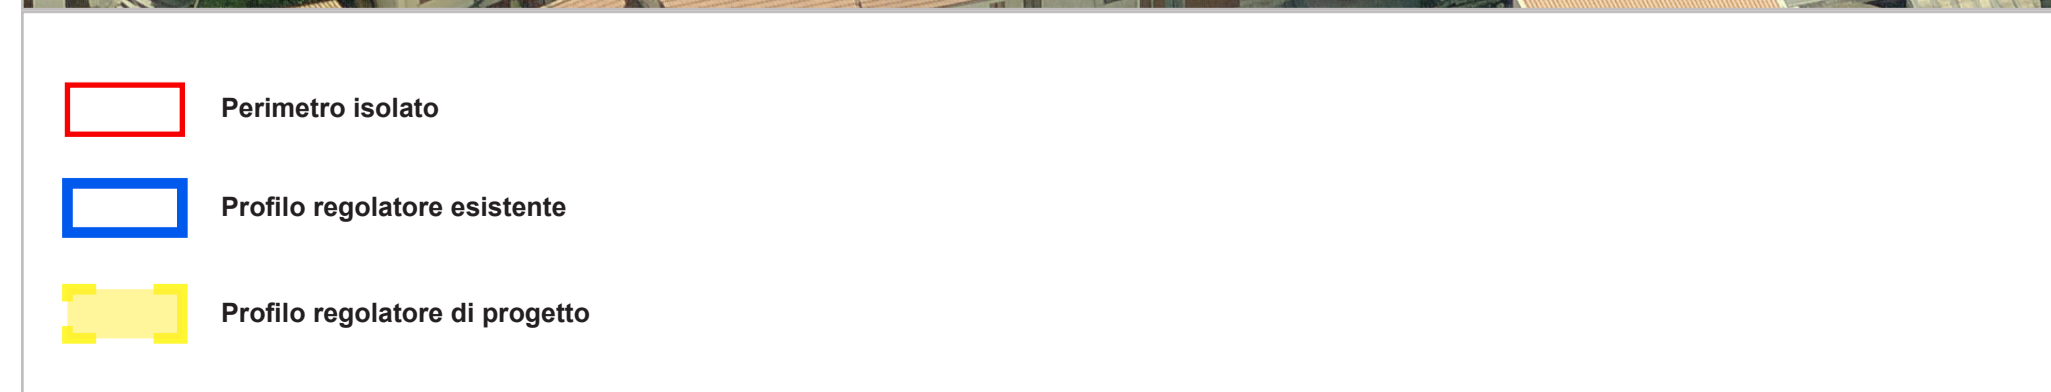 Perimetro isolato
Profilo regolatore esistente
Profilo regolatore di progetto